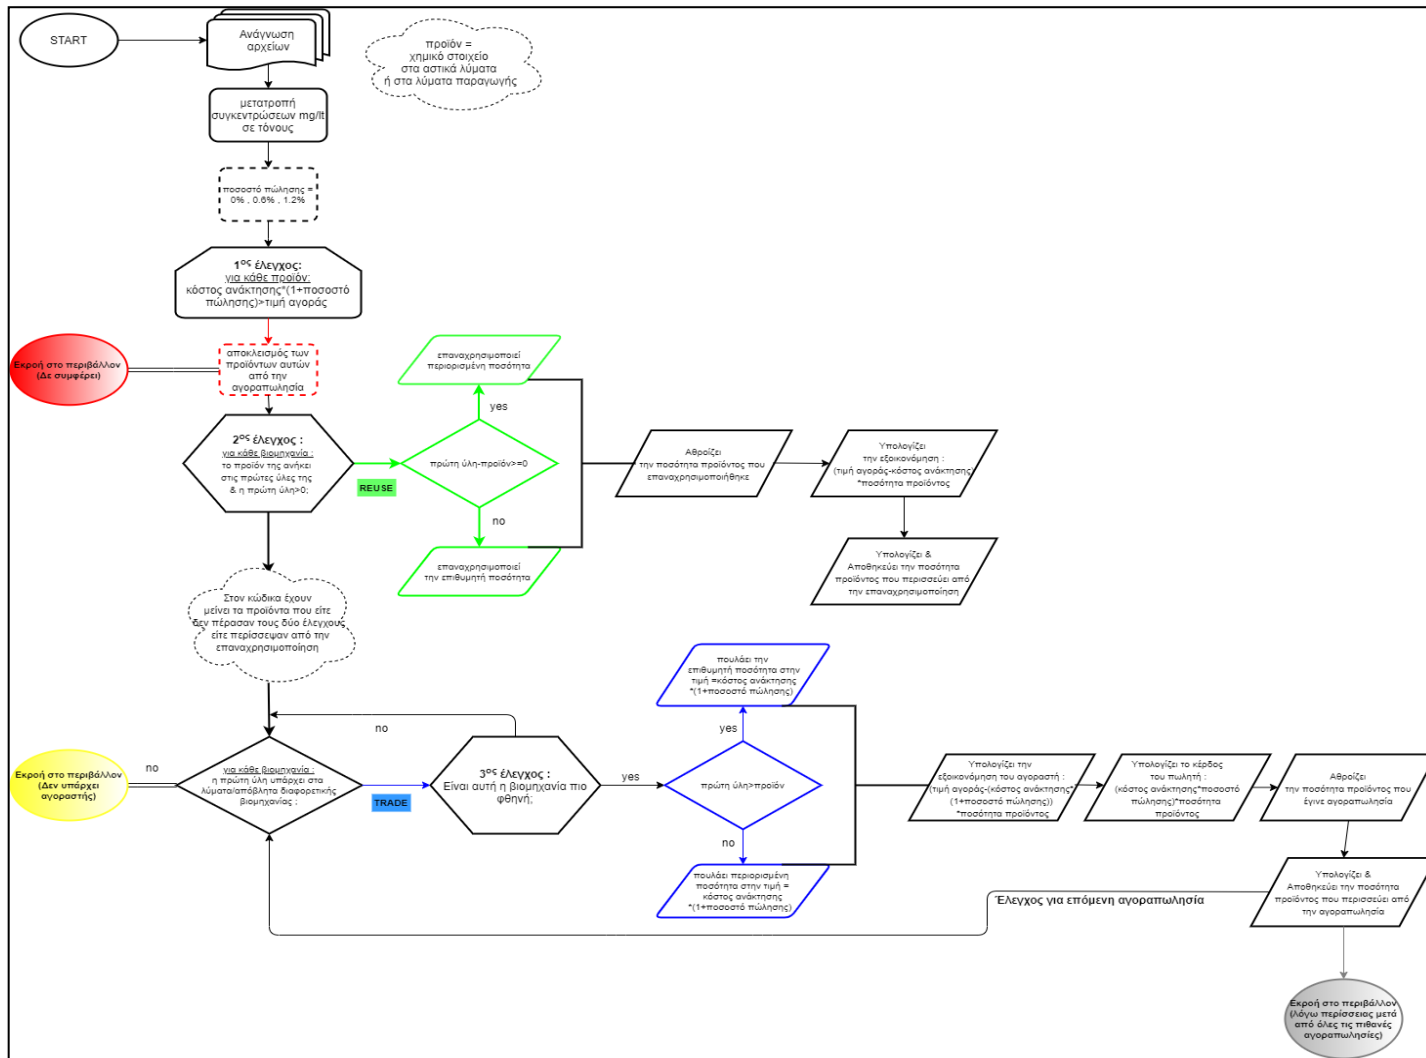 START
Ανάγνωση
αρχείων
προϊόν =
χημικό στοιχείο
στα αστικά λύματα
ή στα λύματα παραγωγής
μετατροπή
συγκεντρώσεων mg/lt
σε τόνους
ποσοστό πώλησης =
0% , 0.6% , 1.2%
1ος έλεγχος:
για κάθε προϊόν:
κόστος ανάκτησης*(1+ποσοστό
πώλησης)>τιμή αγοράς
Εκροή στο περιβάλλον
(Δε συμφέρει)
αποκλεισμός των
προϊόντων αυτών
από την
αγοραπωλησία
επαναχρησιμοποιεί
περιορισμένη ποσότητα
yes
2ος έλεγχος :
για κάθε βιομηχανία :
το προϊόν της ανήκει
στις πρώτες ύλες της
& η πρώτη ύλη>0;
REUSE
πρώτη ύλη-προϊόν>=0
no
επαναχρησιμοποιεί
την επιθυμητή ποσότητα
Αθροίζει
την ποσότητα προϊόντος που
επαναχρησιμοποιήθηκε
Υπολογίζει
την εξοικονόμηση :
(τιμή αγοράς-κόστος ανάκτησης)
*ποσότητα προϊόντος
Υπολογίζει &
Αποθηκεύει την ποσότητα
προϊόντος που περισσεύει από
την επαναχρησιμοποίηση
Στον κώδικα έχουν
μείνει τα προϊόντα που είτε
δεν πέρασαν τους δύο έλεγχους
είτε περίσσεψαν από την
επαναχρησιμοποίηση
πουλάει την
επιθυμητή ποσότητα στην
τιμή =κόστος ανάκτησης
*(1+ποσοστό πώλησης)
no
yes
Εκροή στο περιβάλλον
(Δεν υπάρχει
αγοραστής)
no
για κάθε βιομηχανία :
η πρώτη ύλη υπάρχει στα
λύματα/απόβλητα διαφορετικής
βιομηχανίας ;
TRADE
3ος έλεγχος :
Είναι αυτή η βιομηχανία πιο
φθηνή;
yes
πρώτη ύλη>προϊόν
no
πουλάει περιορισμένη
ποσότητα στην τιμή =
κόστος ανάκτησης
*(1+ποσοστό πώλησης)
Υπολογίζει την
εξοικονόμηση του αγοραστή :
(τιμή αγοράς-(κόστος ανάκτησης*
(1+ποσοστό πώλησης))
*ποσότητα προϊόντος
Υπολογίζει το κέρδος
του πωλητή :
(κόστος ανάκτησης*ποσοστό
πώλησης)*ποσότητα
προϊόντος
Αθροίζει
την ποσότητα προϊόντος που
έγινε αγοραπωλησία
Υπολογίζει &
Αποθηκεύει την ποσότητα
προϊόντος που περισσεύει από
την αγοραπωλησία
Έλεγχος για επόμενη αγοραπωλησία
Εκροή στο περιβάλλον
(λόγω περίσσειας μετά
από όλες τις πιθανές
αγοραπωλησίες)